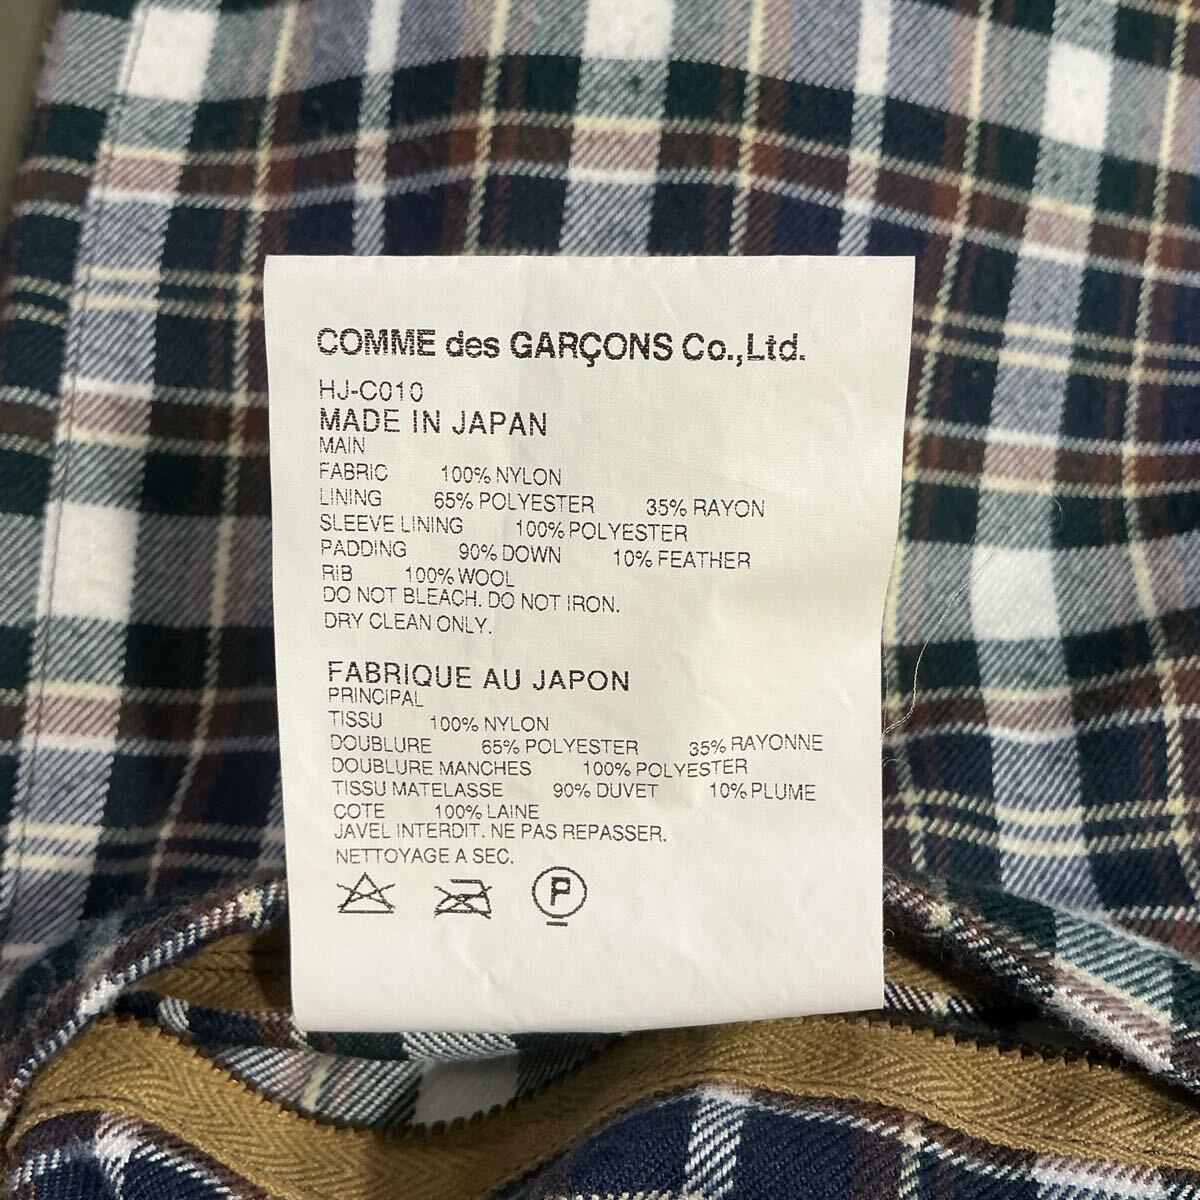 COMME des GARÇONS Co.,Ltd.
HJ-C010
MADE IN JAPAN
MAIN
FABRIC 100% NYLON
LINING 65% POLYESTER 35% RAYON
SLEEVE LINING 100% POLYESTER
PADDING 90% DOWN 10% FEATHER
RIB 100% WOOL
DO NOT BLEACH. DO NOT IRON.
DRY CLEAN ONLY.
FABRIQUE AU JAPON
PRINCIPAL
TISSU 100% NYLON
DOUBLURE 65% POLYESTER 35% RAYONNE
DOUBLURE MANCHES 100% POLYESTER
TISSU MATELASSE 90% DUVET 10% PLUME
COTE 100% LAINE
JAVEL INTERDIT. NE PAS REPASSER.
NETTOYAGE A SEC.
P